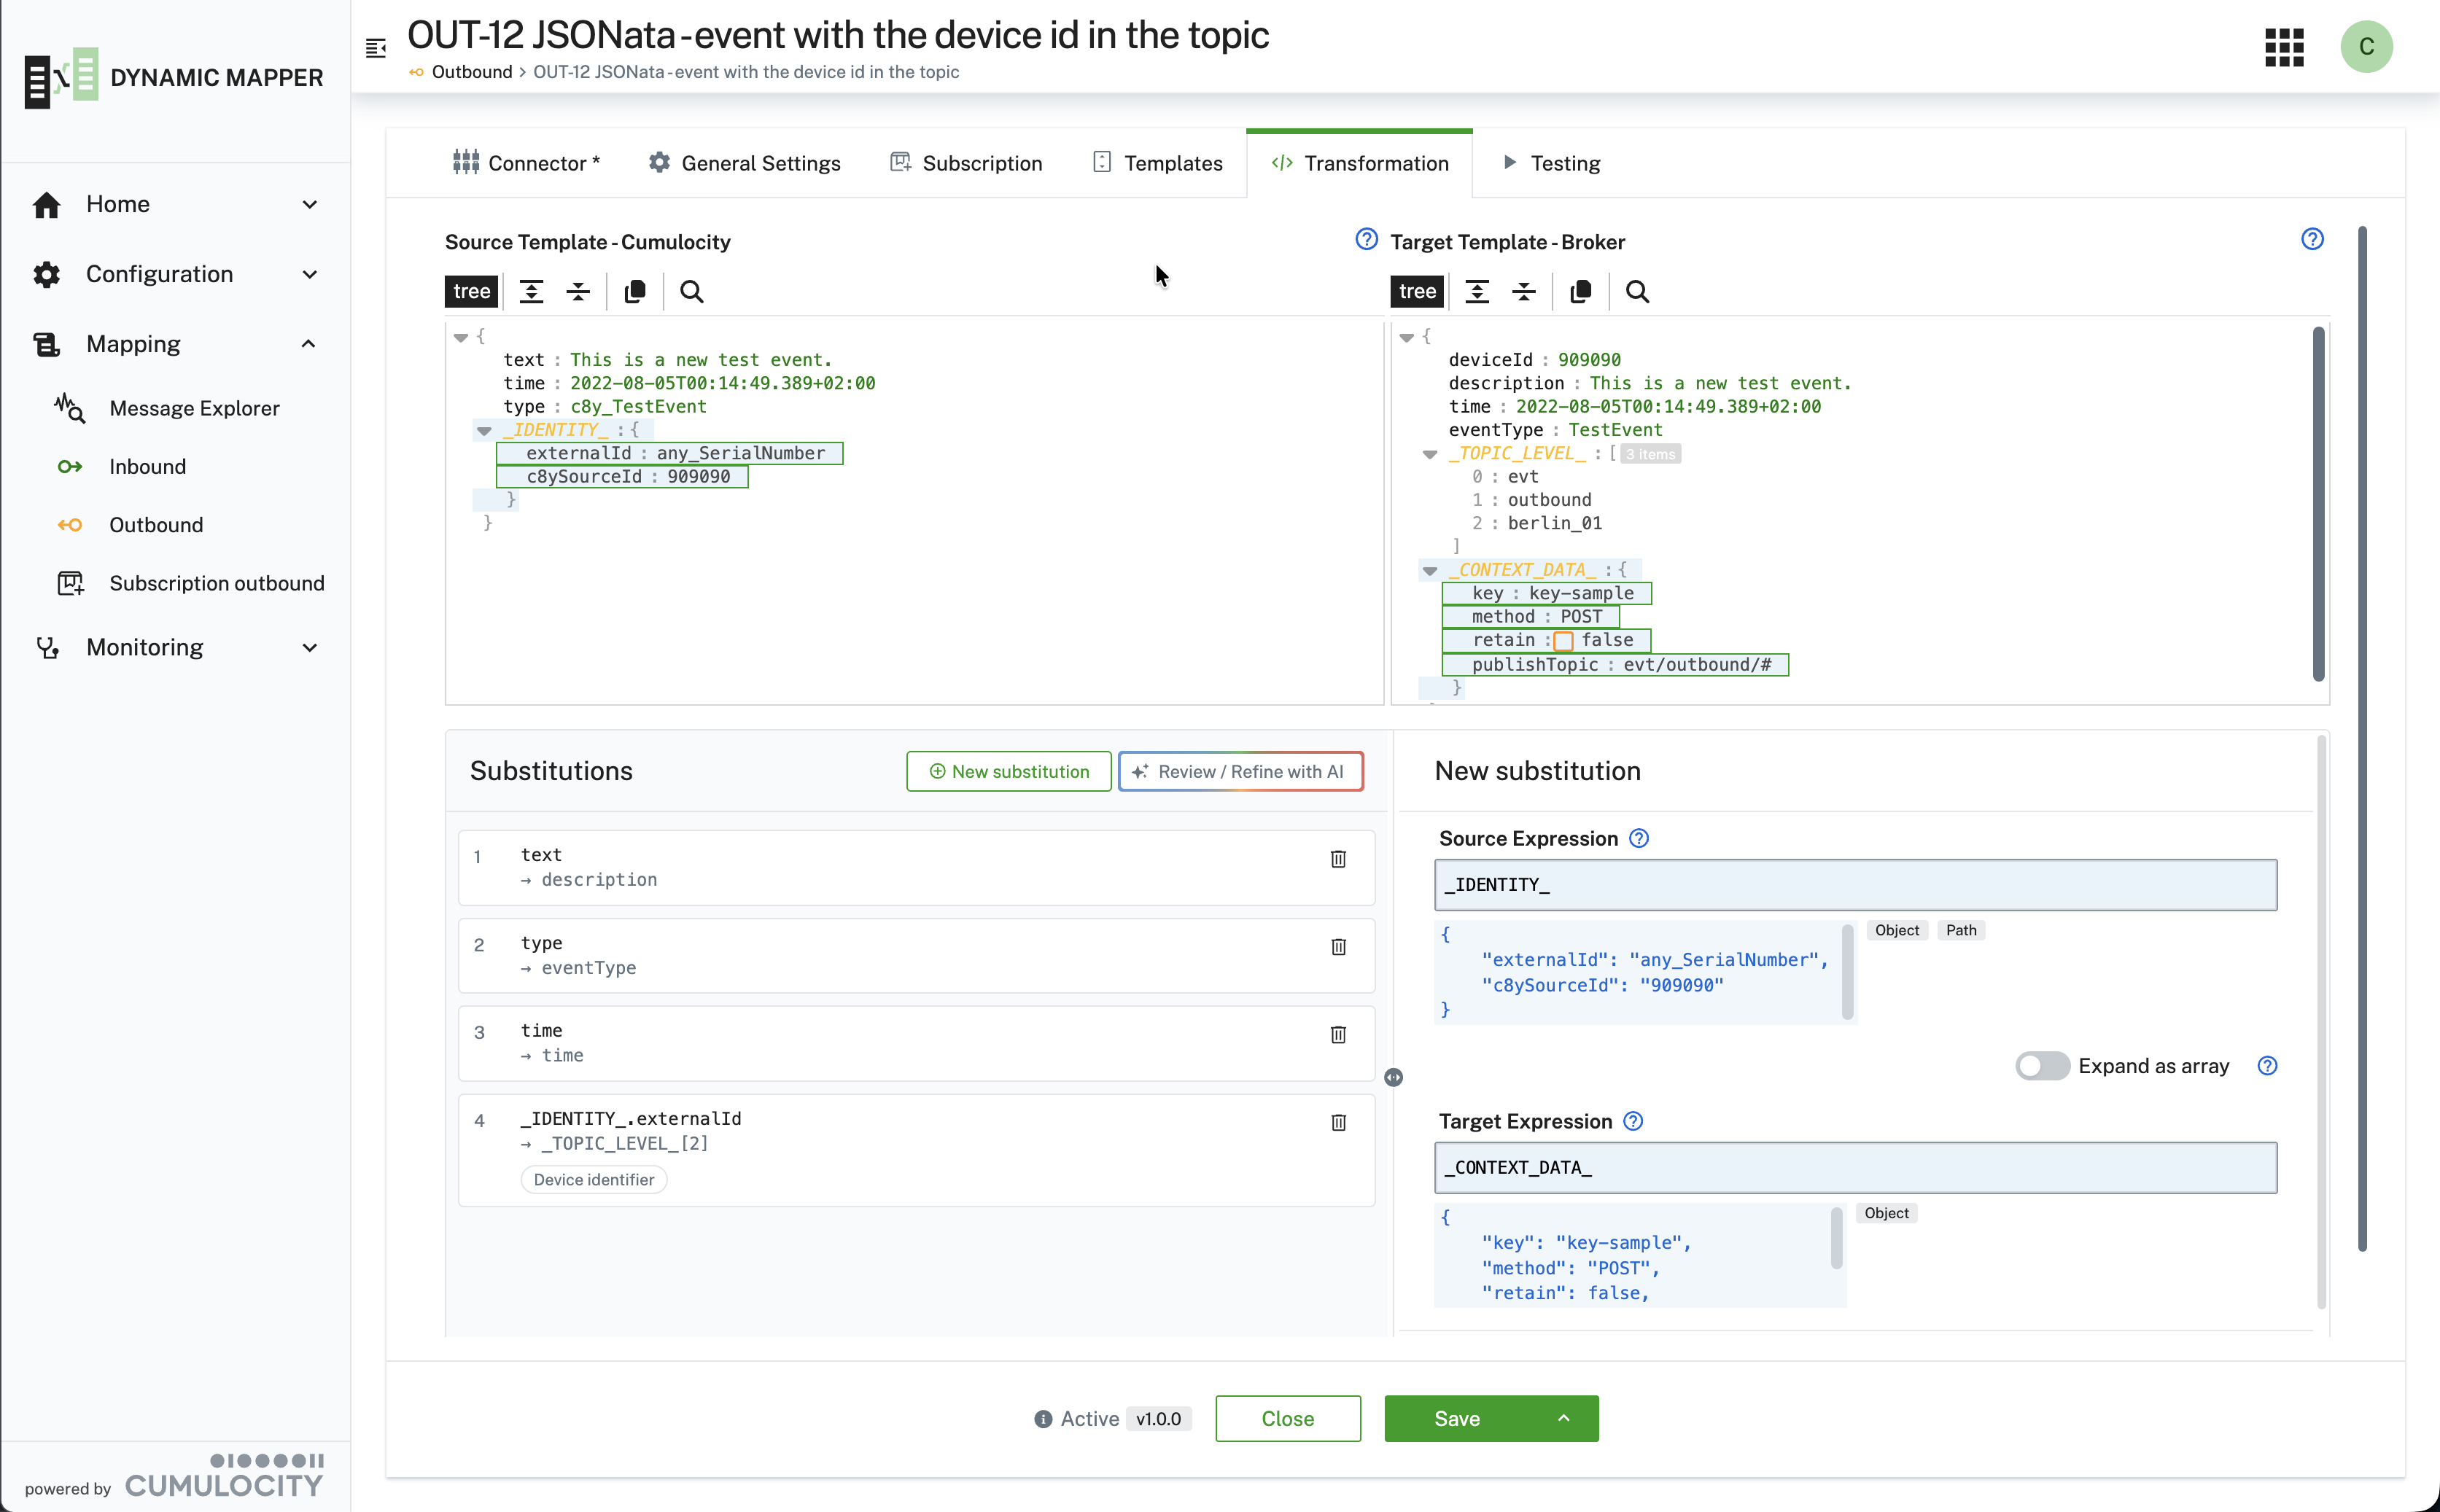 DYNAMIC MAPPER
OUT-12 JSONata-event with the device id in the topic
Outbound > OUT-12 JSONata-event with the device id in the topic
C
Home
Configuration
Mapping
Message Explorer
Inbound
Outbound
Subscription outbound
Monitoring
powered by CUMULOCITY
Connector *
General Settings
Subscription
Templates
Transformation
Testing
Source Template - Cumulocity
tree
{
text : This is a new test event.
time : 2022-08-05T00:14:49.389+02:00
type : c8y_TestEvent
_IDENTITY_ : {
externalId : any_SerialNumber
c8ySourceId : 909090
}
}
Target Template - Broker
tree
{
deviceId : 909090
description : This is a new test event.
time : 2022-08-05T00:14:49.389+02:00
eventType : TestEvent
_TOPIC_LEVEL_ : [ 3 items
0 : evt
1 : outbound
2 : berlin_01
]
_CONTEXT_DATA_ : {
key : key-sample
method : POST
retain : false
publishTopic : evt/outbound/#
}
Substitutions
New substitution
Review / Refine with AI
1 text
→ description
2 type
→ eventType
3 time
→ time
4 _IDENTITY_.externalId
→ _TOPIC_LEVEL_[2]
Device identifier
New substitution
Source Expression
_IDENTITY_
{
"externalId": "any_SerialNumber",
"c8ySourceId": "909090"
}
Object Path
Expand as array
Target Expression
_CONTEXT_DATA_
{
"key": "key-sample",
"method": "POST",
"retain": false,
Object
Active v1.0.0
Close
Save